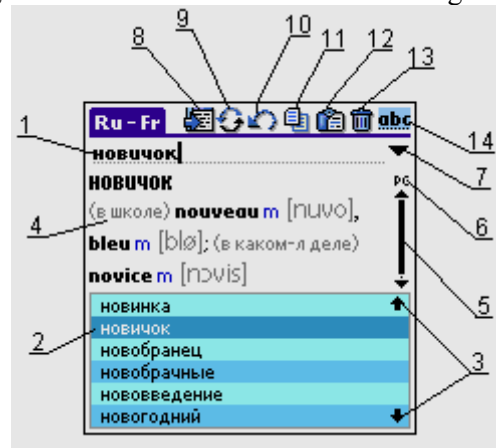 8 9 10 11 12 13
Ru-Fr abc
14
1
новичок
7
НОВИЧОК
PG
6
4
(в школе) nouveau m [nuvo],
bleu m [blø]; (в каком-л деле)
novice m [nɔvis]
5
новинка
2
новичок
3
новобранец
новобрачные
нововведение
новогодний